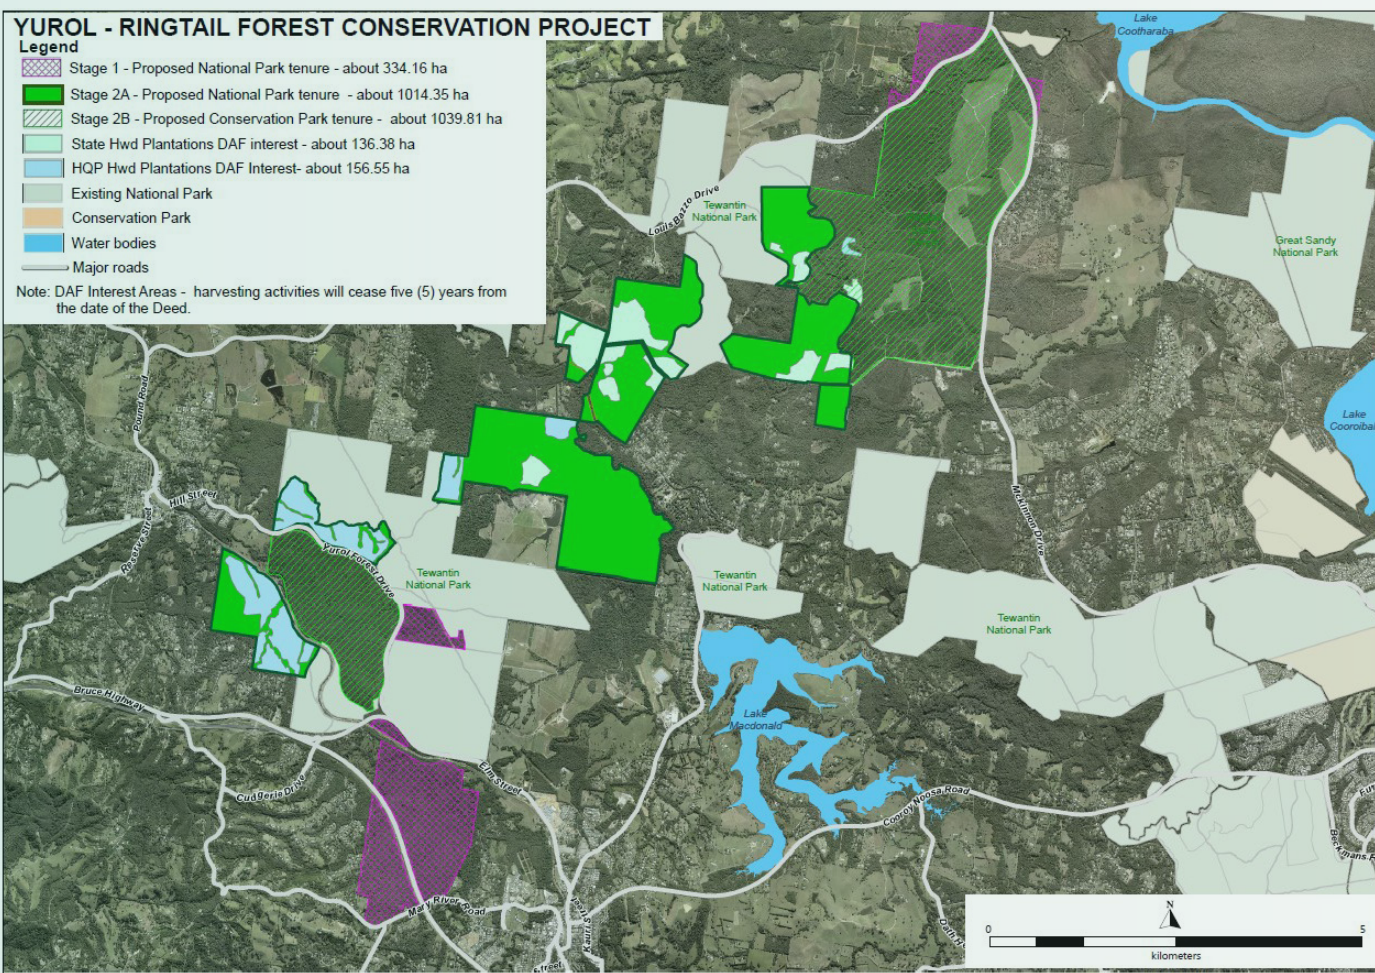 YUROL - RINGTAIL FOREST CONSERVATION PROJECT
Legend
Stage 1 - Proposed National Park tenure - about 334.16 ha
Stage 2A - Proposed National Park tenure - about 1014.35 ha
Stage 2B - Proposed Conservation Park tenure - about 1039.81 ha
State Hwd Plantations DAF interest - about 136.38 ha
HQP Hwd Plantations DAF Interest- about 156.55 ha
Existing National Park
Conservation Park
Water bodies
Major roads
Note: DAF Interest Areas - harvesting activities will cease five (5) years from
the date of the Deed.
Lake
Cootharaba
Louis Bazzo Drive
Tewantin
National Park
Great Sandy
National Park
Pound Road
Lake
Cooroibah
Hill Street
Reserve Street
McKinnon Drive
Yurol Forest Drive
Tewantin
National Park
Tewantin
National Park
Tewantin
National Park
Bruce Highway
Lake
Macdonald
Elm Street
Cudgerie Drive
Cooroy Noosa Road
Beckmans
Mary River Road
Kauri Street
Street
N
0
5
kilometers